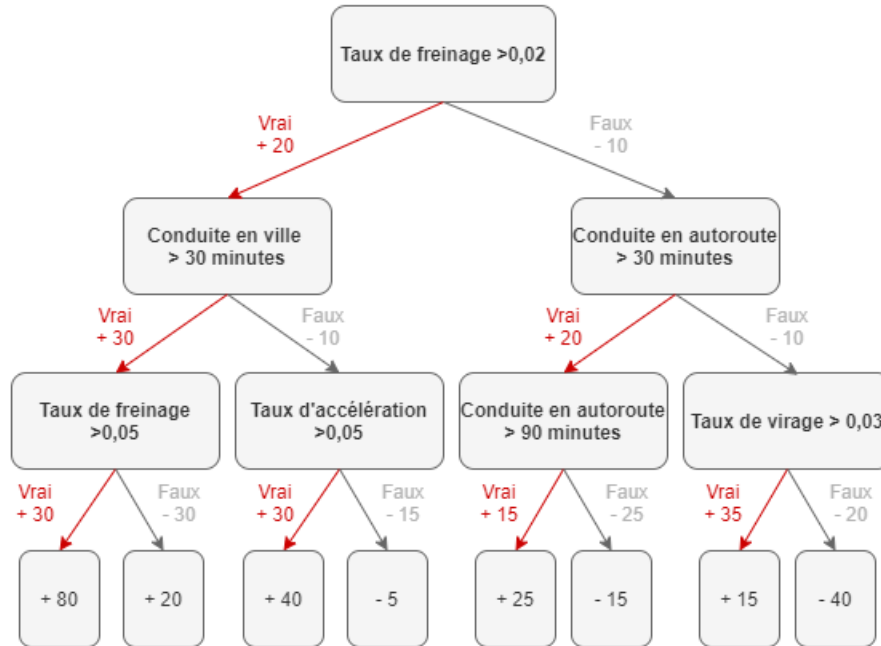 Taux de freinage >0,02
Vrai
+ 20
Faux
- 10
Conduite en ville
> 30 minutes
Conduite en autoroute
> 30 minutes
Vrai
+ 30
Faux
- 10
Vrai
+ 20
Faux
- 10
Taux de freinage
>0,05
Taux d'accélération
>0,05
Conduite en autoroute
> 90 minutes
Taux de virage > 0,03
Vrai
+ 30
Faux
- 30
Vrai
+ 30
Faux
- 15
Vrai
+ 15
Faux
- 25
Vrai
+ 35
Faux
- 20
+ 80
+ 20
+ 40
- 5
+ 25
- 15
+ 15
- 40